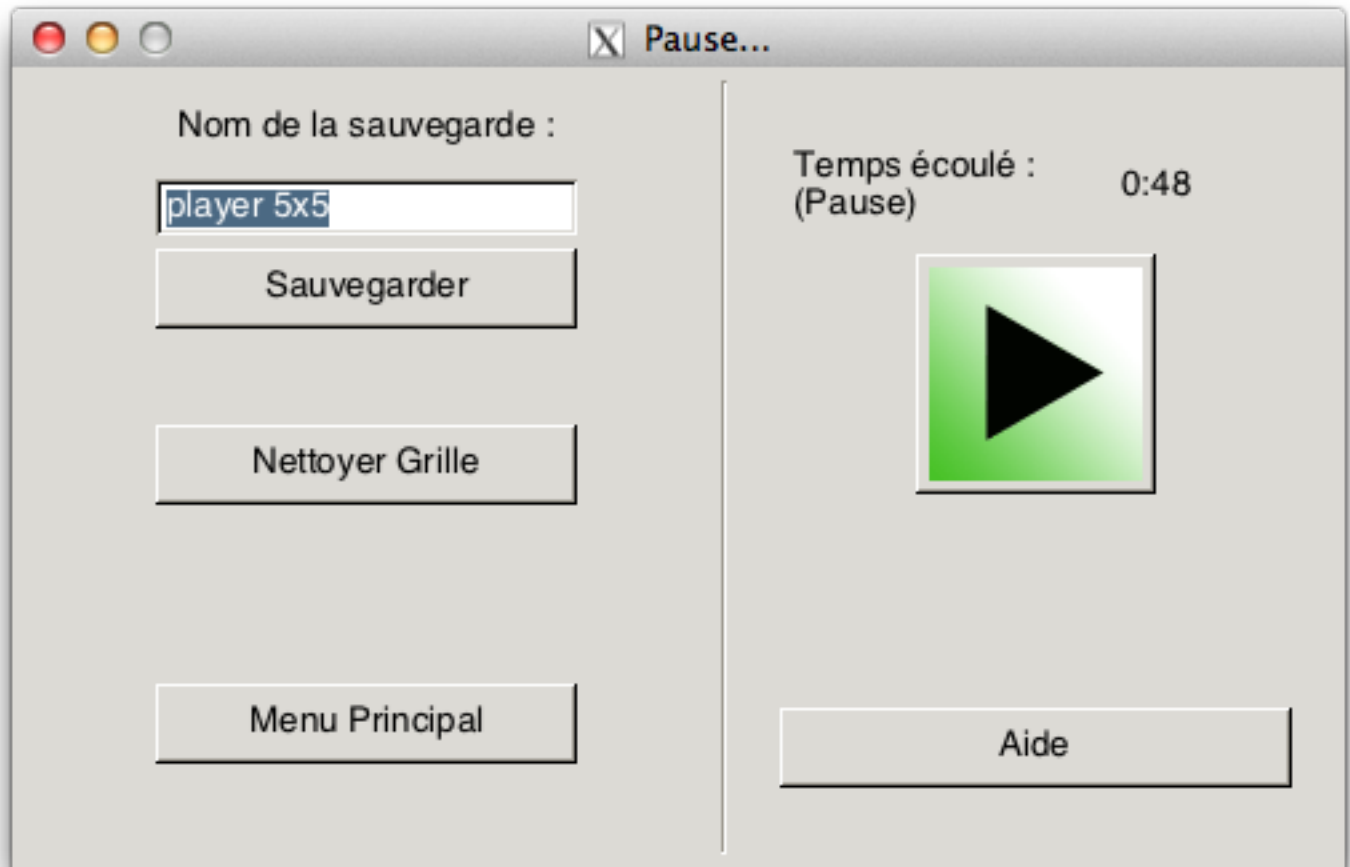 Pause...
Nom de la sauvegarde :
player 5x5
Sauvegarder
Nettoyer Grille
Menu Principal
Temps écoulé :
(Pause)
0:48
Aide